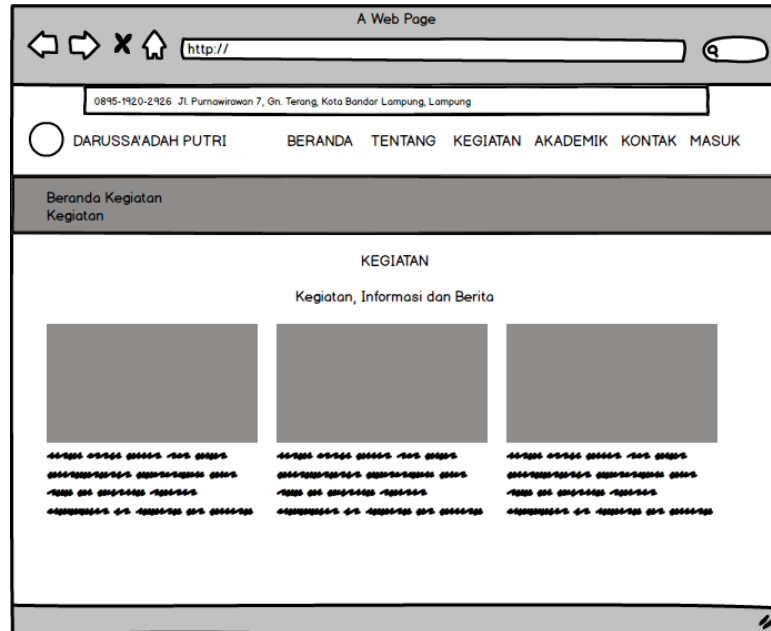 A Web Page
http://
0895-1920-2926 Jl. Purnawirawan 7, Gn. Terang, Kota Bandar Lampung, Lampung
DARUSSA'ADAH PUTRI BERANDA TENTANG KEGIATAN AKADEMIK KONTAK MASUK
Beranda Kegiatan
Kegiatan
KEGIATAN
Kegiatan, Informasi dan Berita